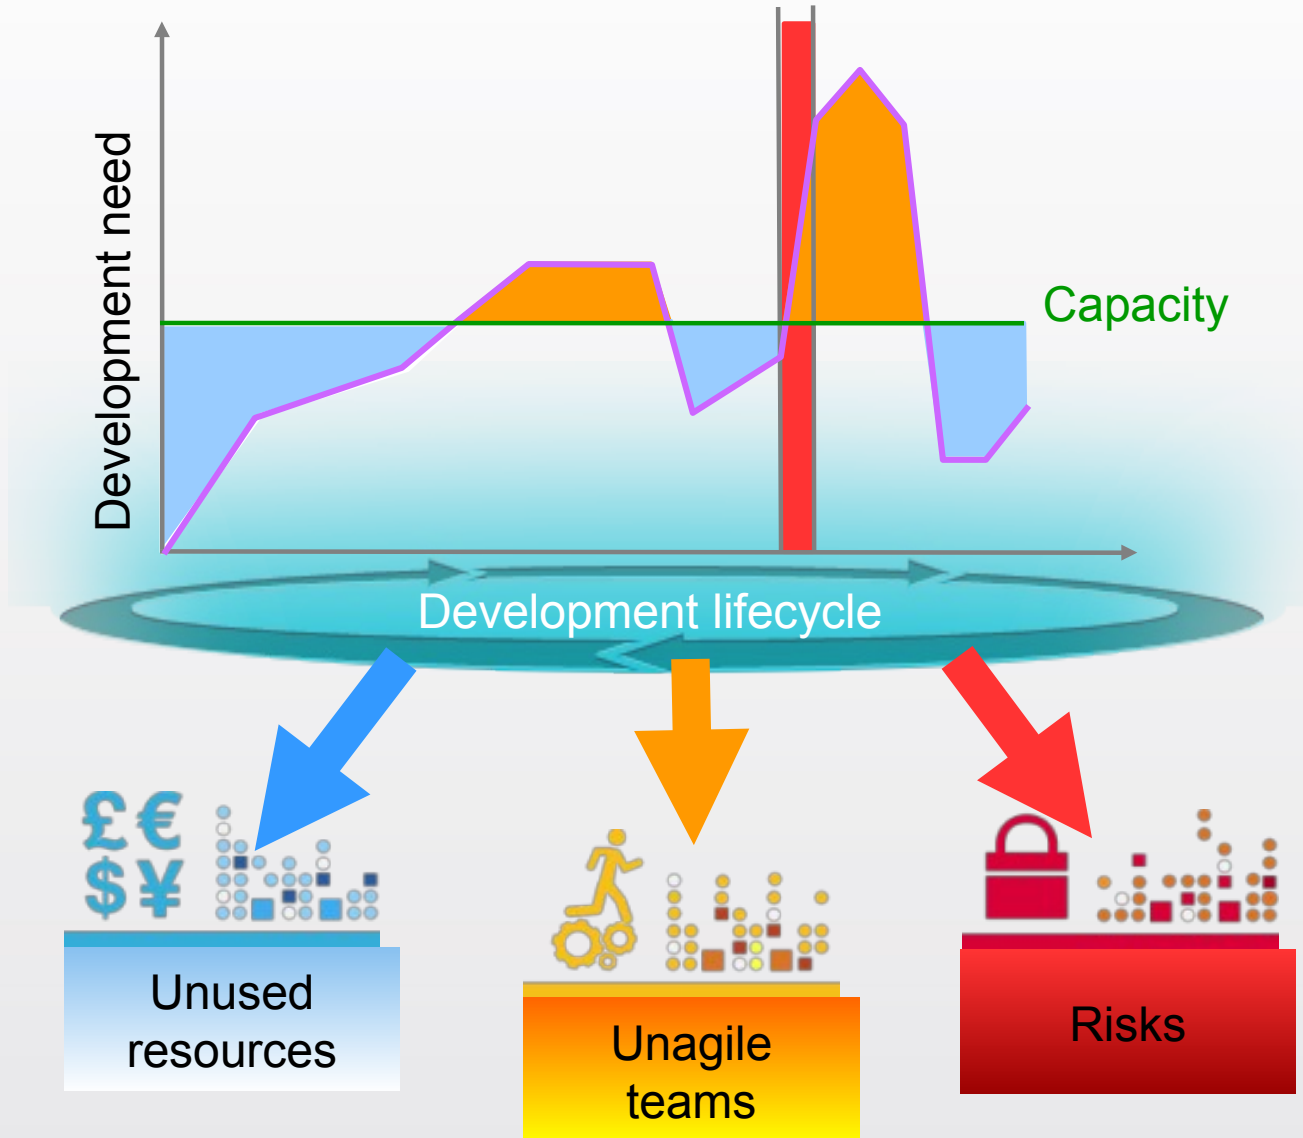 Development need
Capacity
Development lifecycle
£€
$¥
Unused
resources
Unagile
teams
Risks